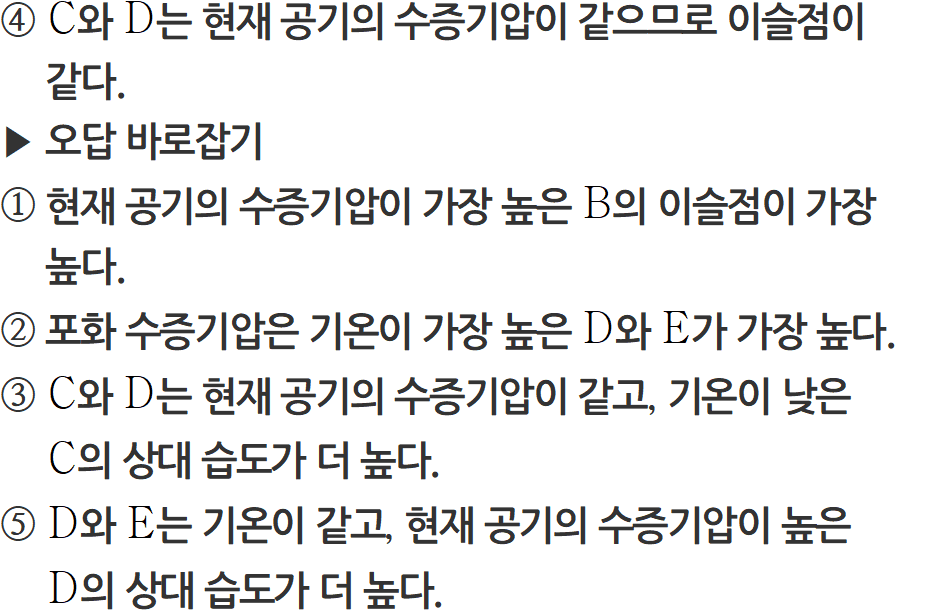 ④ C와 D는 현재 공기의 수증기압이 같으므로 이슬점이
같다.
▶ 오답 바로잡기
① 현재 공기의 수증기압이 가장 높은 B의 이슬점이 가장
높다.
② 포화 수증기압은 기온이 가장 높은 D와 E가 가장 높다.
③ C와 D는 현재 공기의 수증기압이 같고, 기온이 낮은
C의 상대 습도가 더 높다.
⑤ D와 E는 기온이 같고, 현재 공기의 수증기압이 높은
D의 상대 습도가 더 높다.